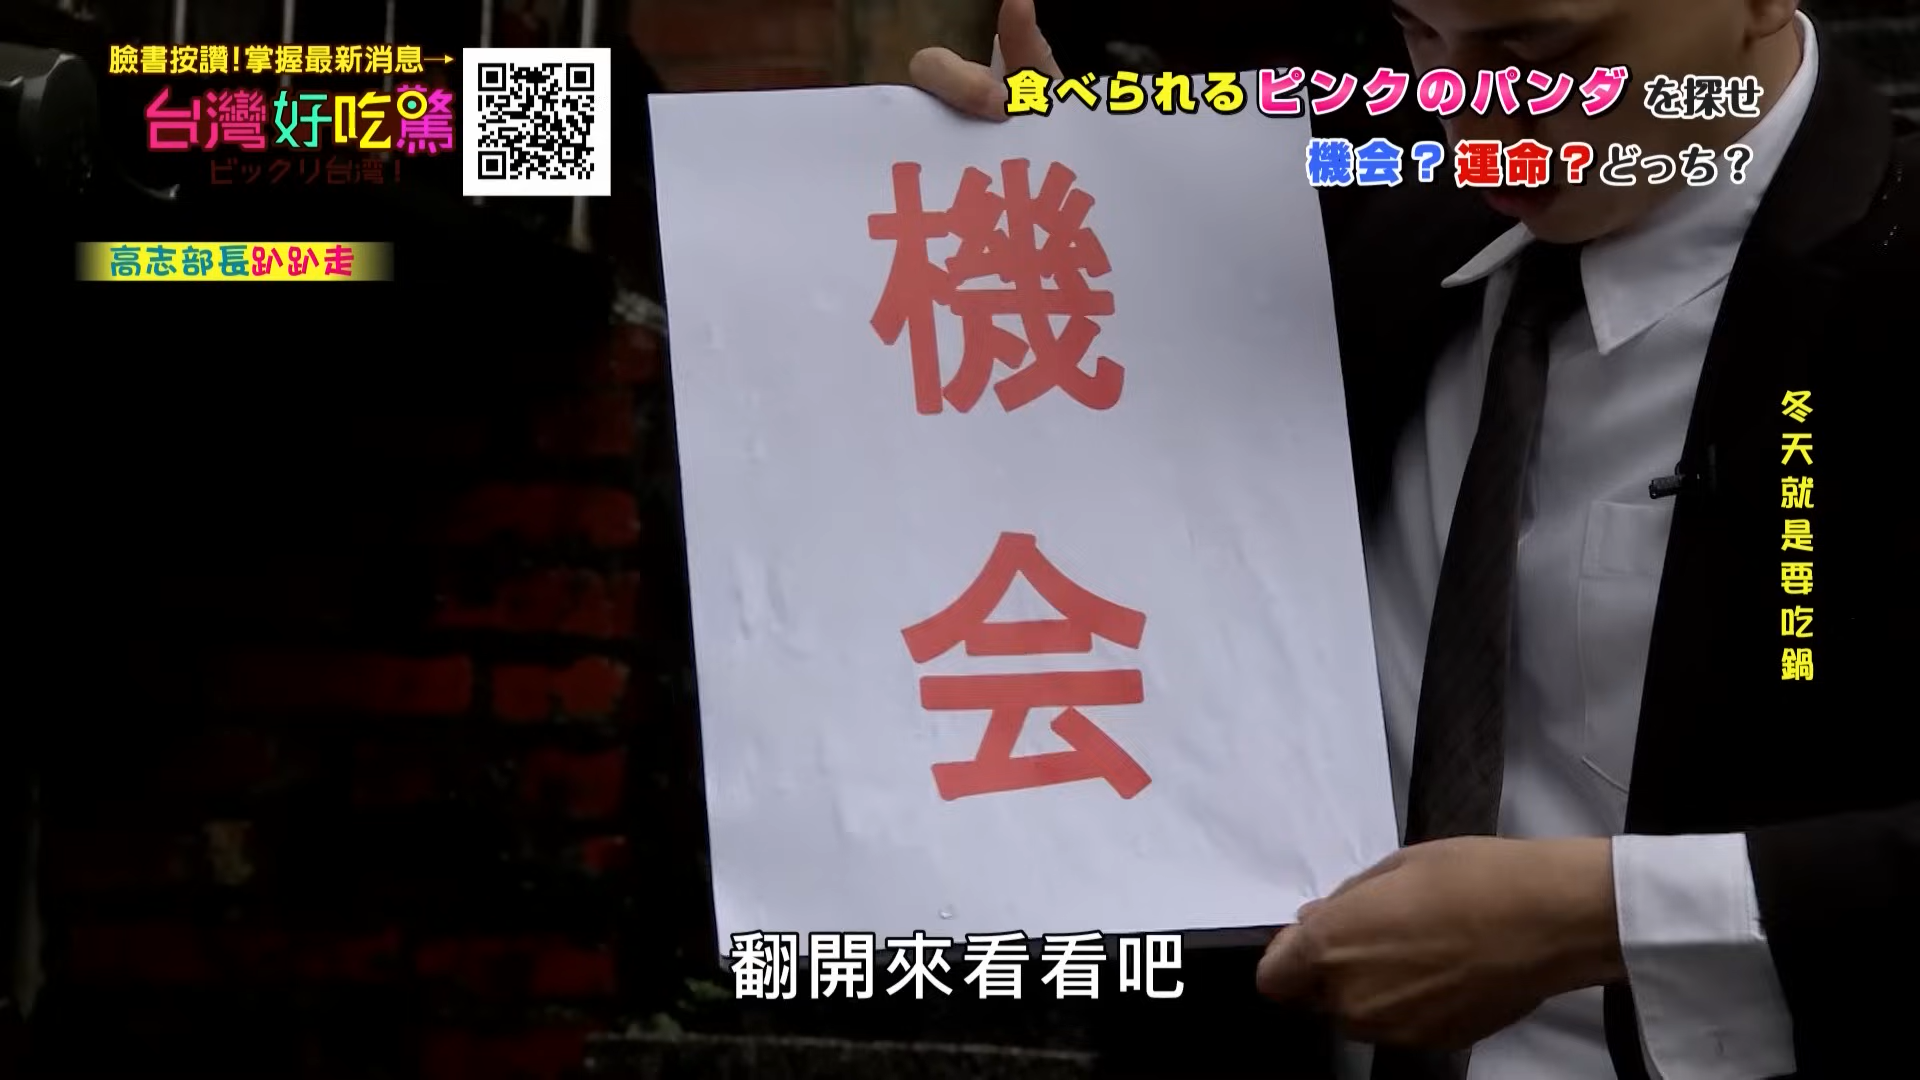 臉書按讚!掌握最新消息→
台灣好吃驚
ビックリ台湾!
高志部長趴趴走
食べられるピンクのパンダを探せ
機会?運命?どっち?
機会
冬天就是要吃鍋
翻開來看看吧